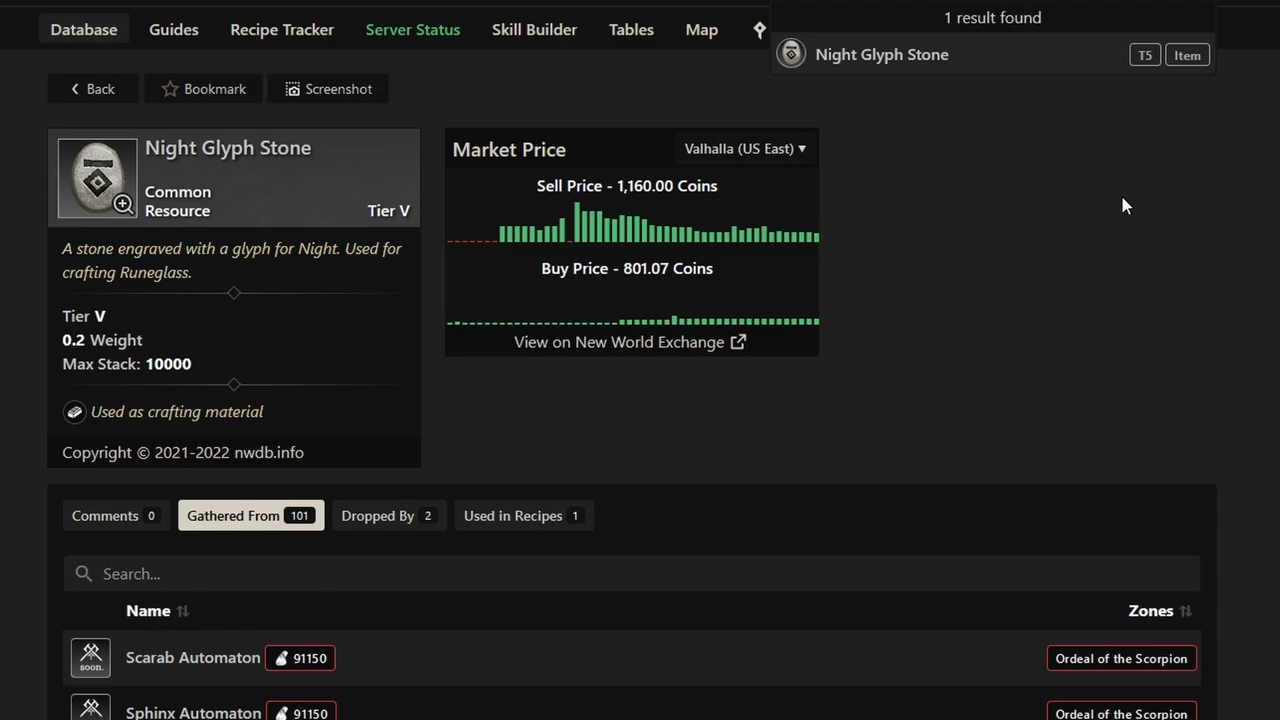 Database Guides Recipe Tracker Server Status Skill Builder Tables Map
1 result found
Night Glyph Stone T5 Item
Back Bookmark Screenshot
Night Glyph Stone
Common
Resource Tier V
A stone engraved with a glyph for Night. Used for
crafting Runeglass.
Tier V
0.2 Weight
Max Stack: 10000
Used as crafting material
Copyright © 2021-2022 nwdb.info
Market Price Valhalla (US East)
Sell Price - 1,160.00 Coins
Buy Price - 801.07 Coins
View on New World Exchange
Comments 0 Gathered From 101 Dropped By 2 Used in Recipes 1
Search...
Name Zones
soon.
Scarab Automaton 91150 Ordeal of the Scorpion
Sphinx Automaton 91150 Ordeal of the Scorpion